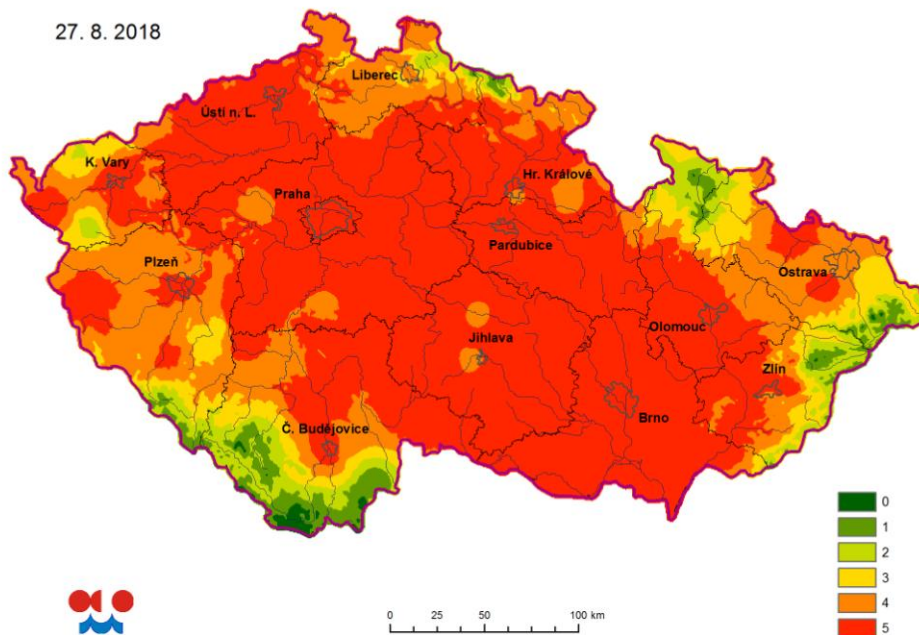 27. 8. 2018
Liberec
Ústí n. L.
K. Vary
Praha
Hr. Králové
Pardubice
Plzeň
Ostrava
Olomouc
Jihlava
Zlín
Brno
Č. Budějovice
0
1
2
3
4
5
0 25 50 100 km